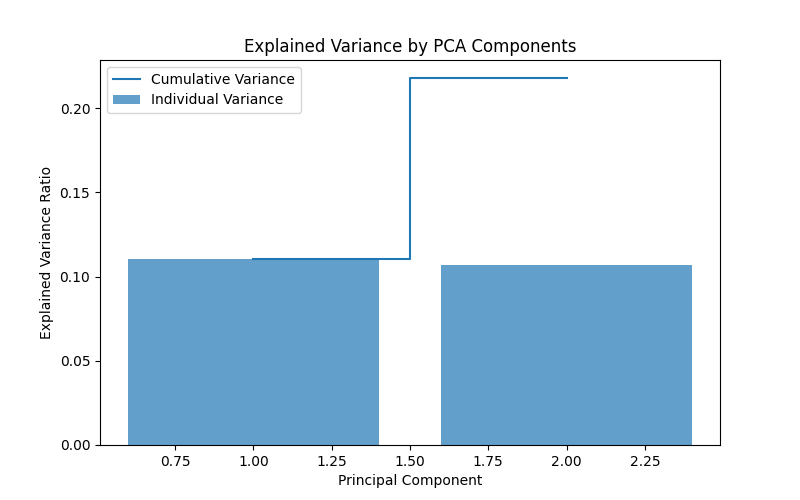 Explained Variance by PCA Components
Cumulative Variance
Individual Variance
Explained Variance Ratio
0.20
0.15
0.10
0.05
0.00
0.75
1.00
1.25
1.50
1.75
2.00
2.25
Principal Component